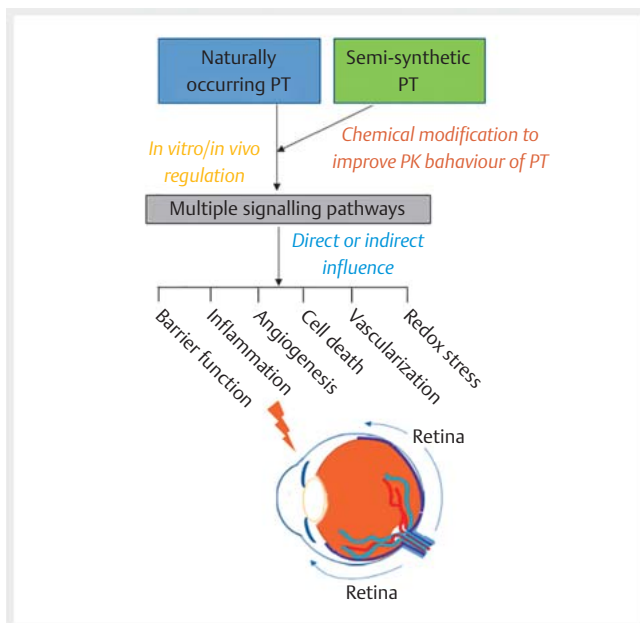 Naturally
occurring PT
Semi-synthetic
PT
In vitro/in vivo
regulation
Chemical modification to
improve PK bahaviour of PT
Multiple signalling pathways
Direct or indirect
influence
Barrier function
Inflammation
Angiogenesis
Cell death
Vascularization
Redox stress
Retina
Retina